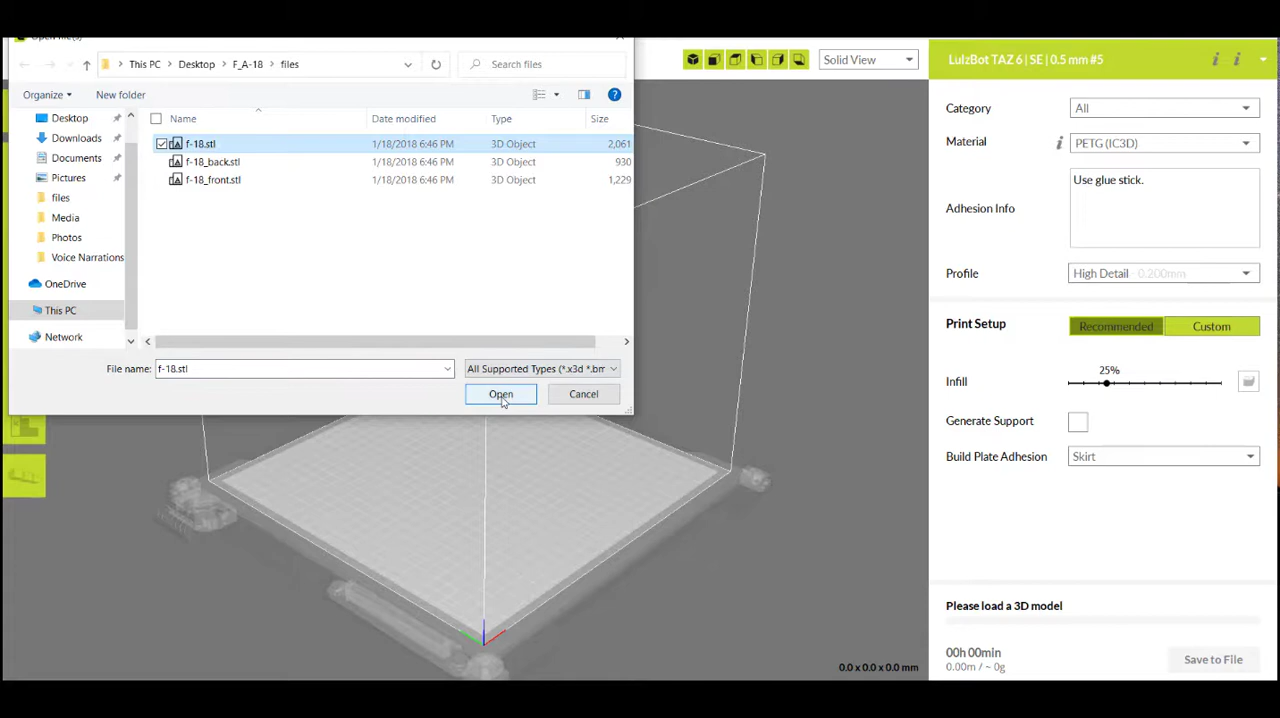 This PC > Desktop > F_A-18 > files
Search files
Organize
New folder
Name
Date modified
Type
Size
f-18.stl 1/18/2018 6:46 PM 3D Object 2,061
f-18_back.stl 1/18/2018 6:46 PM 3D Object 930
f-18_front.stl 1/18/2018 6:46 PM 3D Object 1,229
Desktop
Downloads
Documents
Pictures
files
Media
Photos
Voice Narrations
OneDrive
This PC
Network
File name: f-18.stl
All Supported Types (*.x3d *.bm
Open
Cancel
Solid View
LulzBot TAZ 6 | SE | 0.5 mm #5
Category All
Material PETG (IC3D)
Adhesion Info Use glue stick.
Profile High Detail - 0.200mm
Print Setup Recommended Custom
25%
Infill
Generate Support
Build Plate Adhesion Skirt
Please load a 3D model
00h 00min
0.00m / ~ 0g
Save to File
0.0 x 0.0 x 0.0 mm